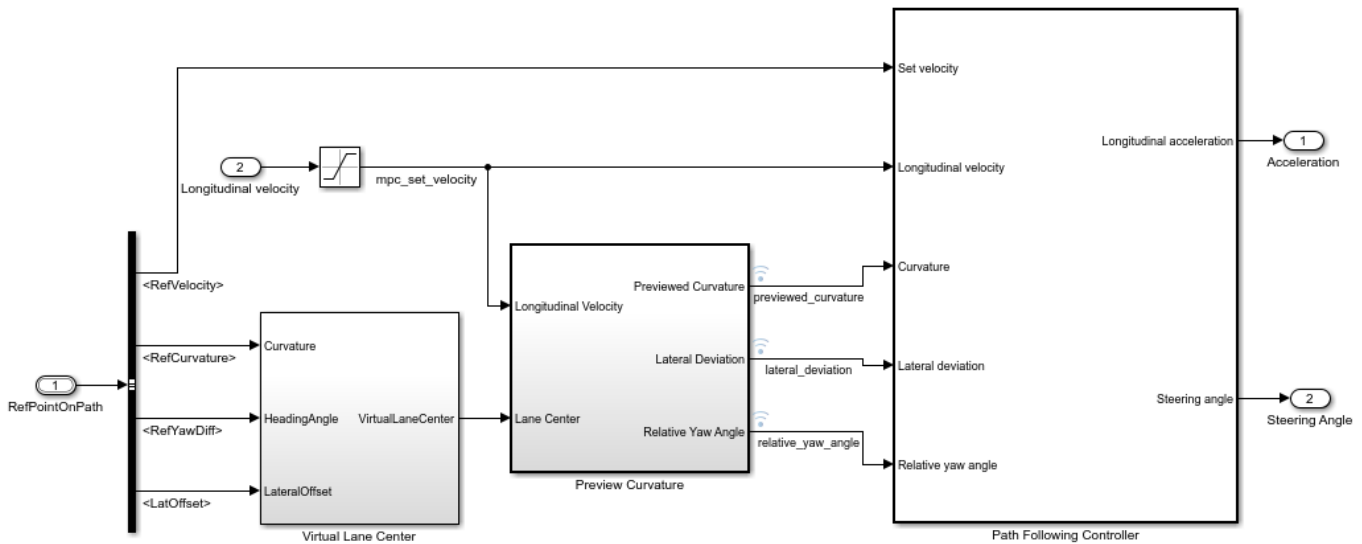 Set velocity
Longitudinal acceleration
1
Acceleration
2
Longitudinal velocity
mpc_set_velocity
Longitudinal velocity
<RefVelocity>
Longitudinal Velocity
Previewed Curvature
previewed_curvature
Curvature
<RefCurvature>
Curvature
Lateral Deviation
lateral_deviation
Lateral deviation
1
RefPointOnPath
HeadingAngle
VirtualLaneCenter
Lane Center
<RefYawDiff>
Relative Yaw Angle
relative_yaw_angle
Relative yaw angle
Steering angle
2
Steering Angle
LateralOffset
<LatOffset>
Virtual Lane Center
Preview Curvature
Path Following Controller